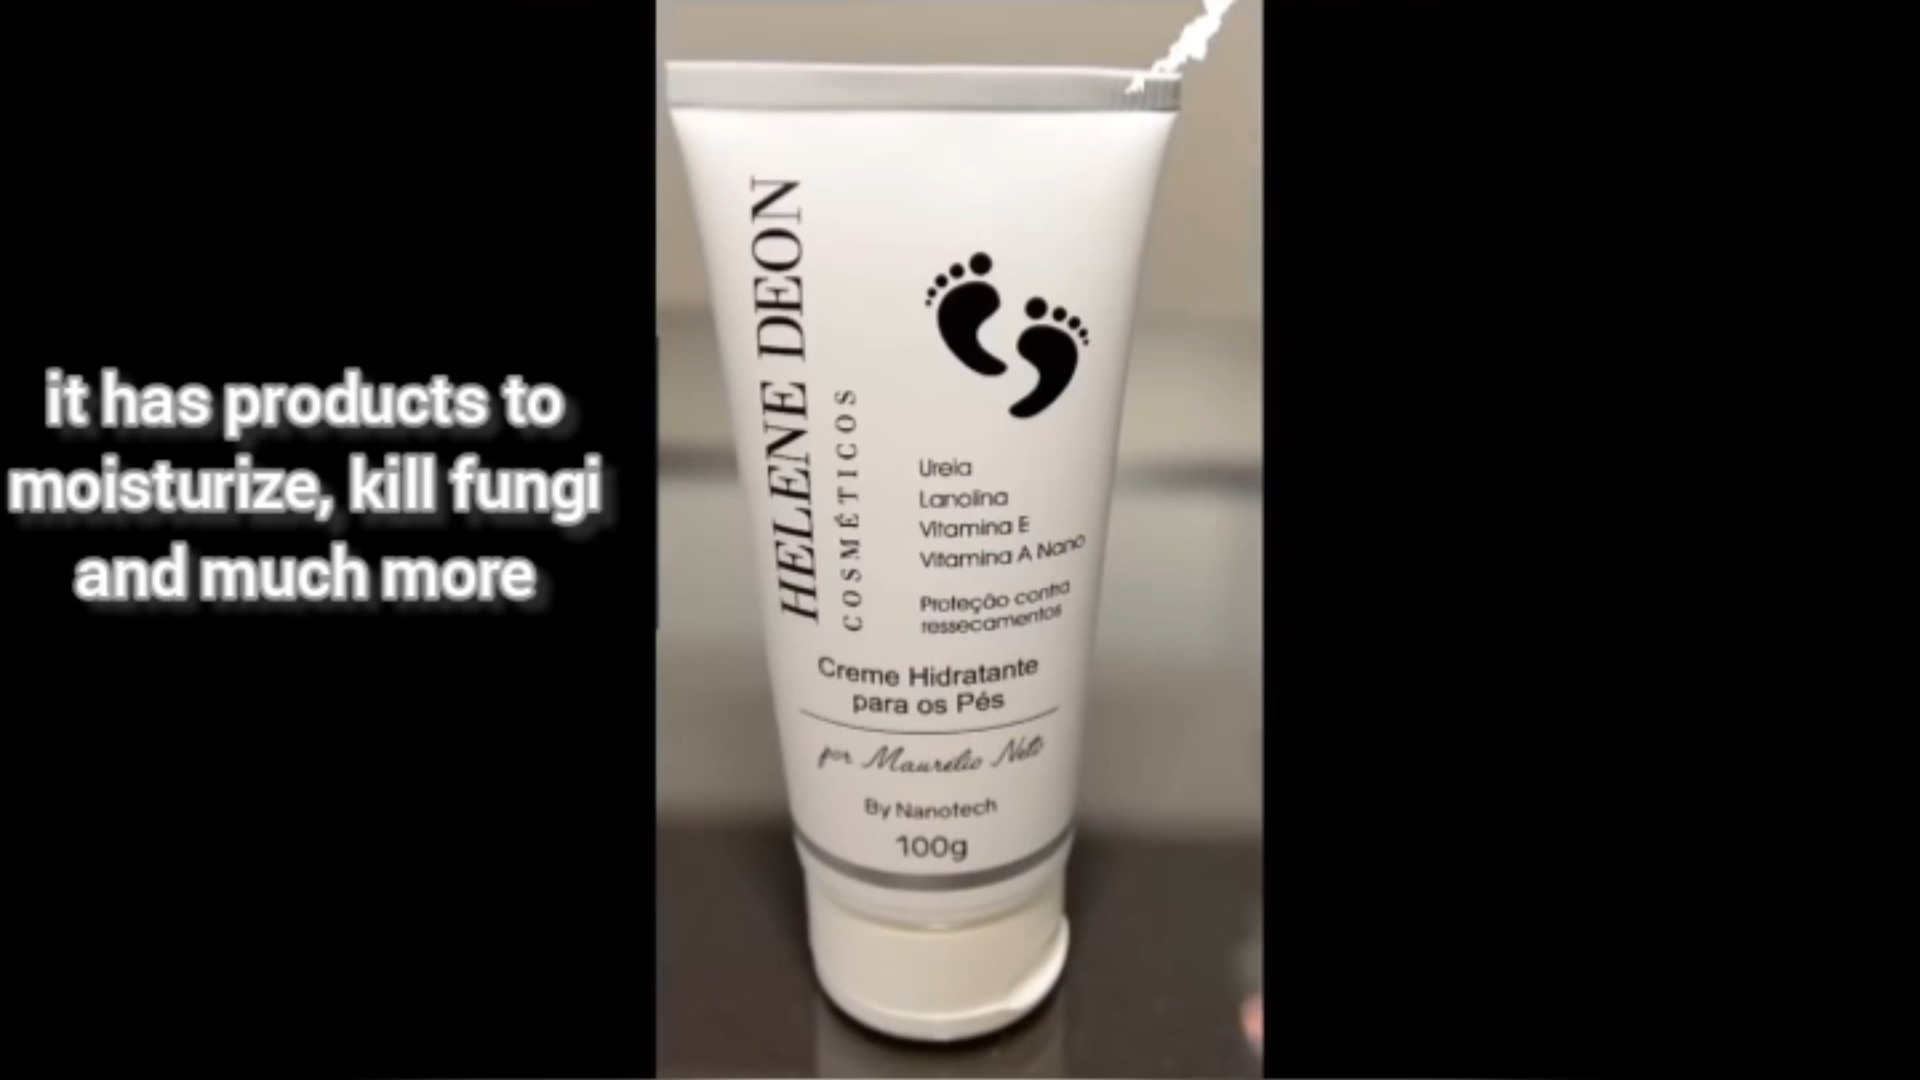 it has products to
moisturize, kill fungi
and much more
HELENE DEON
COSMÉTICOS
Ureia
Lanolina
Vitamina E
Vitamina A Nano
Proteção contra
ressecamentos
Creme Hidratante
para os Pés
por Maurélio Neto
By Nanotech
100g